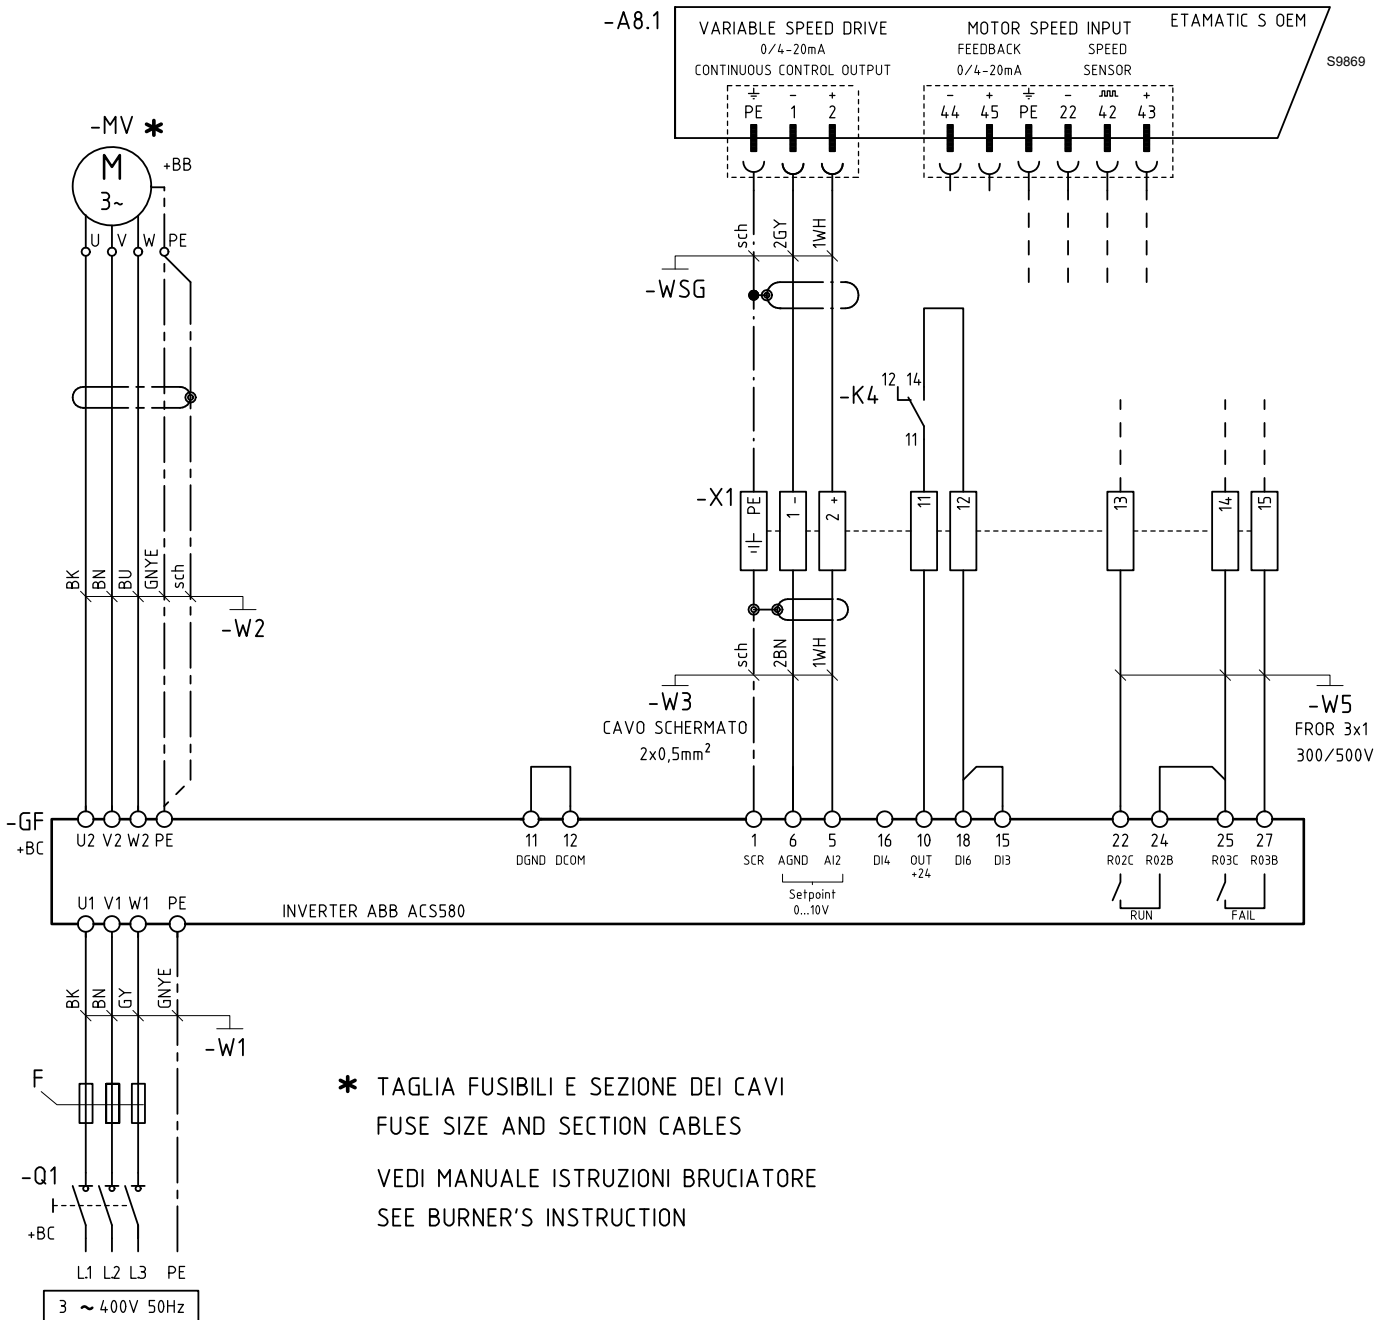 -A8.1
VARIABLE SPEED DRIVE
0/4-20mA
CONTINUOUS CONTROL OUTPUT
MOTOR SPEED INPUT
FEEDBACK
0/4-20mA
SPEED
SENSOR
ETAMATIC S OEM
S9869
- + - + - +
PE 1 2 44 45 PE 22 42 43
-MV *
M
3~
+BB
U V W PE
sch 2GY 1WH
-WSG
-K4 12 14
11
-X1 PE 1 - 2 + 11 12 13 14 15
BK BN BU GNYE sch
-W2
sch 2BN 1WH
-W3
CAVO SCHERMATO
2x0,5mm²
-W5
FROR 3x1
300/500V
-GF
+BC
U2 V2 W2 PE
11 12 1 6 5 16 10 18 15 22 24 25 27
DGND DCOM SCR AGND AI2 DI4 OUT DI6 DI3 R02C R02B R03C R03B
+24
Setpoint
0...10V
RUN FAIL
U1 V1 W1 PE
INVERTER ABB ACS580
BK BN GY GNYE
-W1
F
-Q1
+BC
L1 L2 L3 PE
3 ~ 400V 50Hz
* TAGLIA FUSIBILI E SEZIONE DEI CAVI
FUSE SIZE AND SECTION CABLES
VEDI MANUALE ISTRUZIONI BRUCIATORE
SEE BURNER'S INSTRUCTION